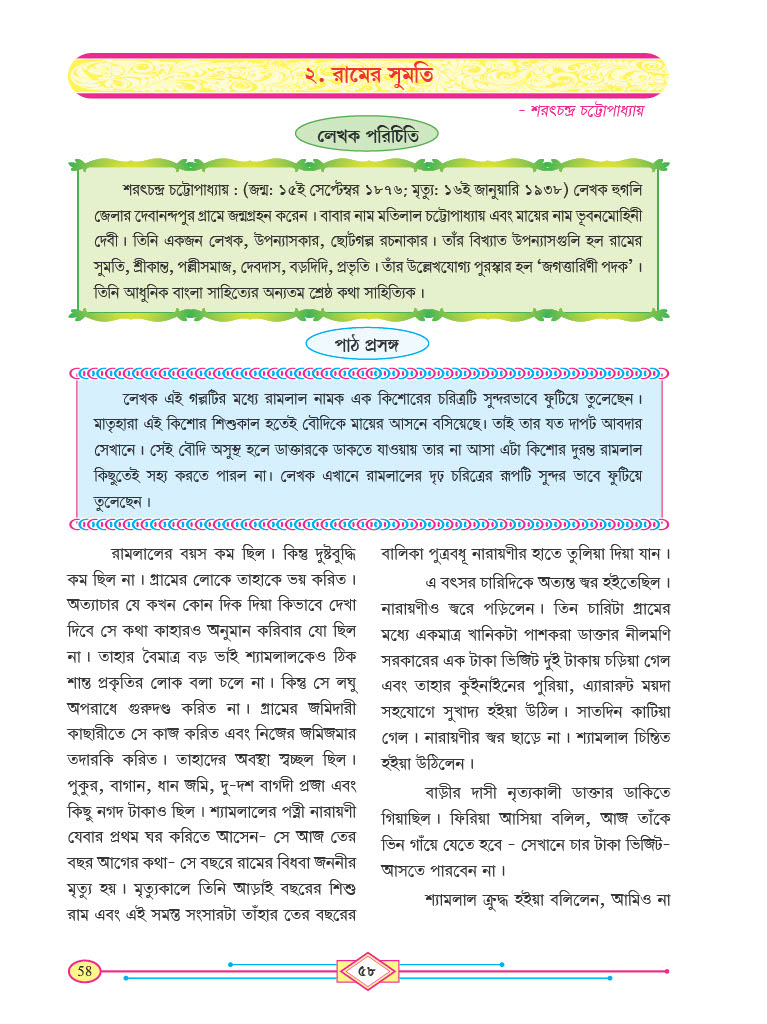 ২. রামের সুমতি
- শরৎচন্দ্র চট্টোপাধ্যায়
লেখক পরিচিতি
শরৎচন্দ্র চট্টোপাধ্যায় : (জন্ম: ১৫ই সেপ্টেম্বর ১৮৭৬; মৃত্যু: ১৬ই জানুয়ারি ১৯৩৮) লেখক হুগলি
জেলার দেবানন্দপুর গ্রামে জন্মগ্রহন করেন। বাবার নাম মতিলাল চট্টোপাধ্যায় এবং মায়ের নাম ভূবনমোহিনী
দেবী। তিনি একজন লেখক, উপন্যাসকার, ছোটগল্প রচনাকার। তাঁর বিখ্যাত উপন্যাসগুলি হল রামের
সুমতি, শ্রীকান্ত, পল্লীসমাজ, দেবদাস, বড়দিদি, প্রভৃতি। তাঁর উল্লেখযোগ্য পুরস্কার হল ‘জগত্তারিণী পদক’।
তিনি আধুনিক বাংলা সাহিত্যের অন্যতম শ্রেষ্ঠ কথা সাহিত্যিক।
পাঠ প্রসঙ্গ
লেখক এই গল্পটির মধ্যে রামলাল নামক এক কিশোরের চরিত্রটি সুন্দরভাবে ফুটিয়ে তুলেছেন।
মাতৃহারা এই কিশোর শিশুকাল হতেই বৌদিকে মায়ের আসনে বসিয়েছে। তাই তার যত দাপট আবদার
সেখানে। সেই বৌদি অসুস্থ হলে ডাক্তারকে ডাকতে যাওয়ায় তার না আসা এটা কিশোর দুরন্ত রামলাল
কিছুতেই সহ্য করতে পারল না। লেখক এখানে রামলালের দৃঢ় চরিত্রের রূপটি সুন্দর ভাবে ফুটিয়ে
তুলেছেন।
রামলালের বয়স কম ছিল। কিন্তু দুষ্টবুদ্ধি
কম ছিল না। গ্রামের লোকে তাহাকে ভয় করিত।
অত্যাচার যে কখন কোন দিক দিয়া কিভাবে দেখা
দিবে সে কথা কাহারও অনুমান করিবার যো ছিল
না। তাহার বৈমাত্র বড় ভাই শ্যামলালকেও ঠিক
শান্ত প্রকৃতির লোক বলা চলে না। কিন্তু সে লঘু
অপরাধে গুরুদণ্ড করিত না। গ্রামের জমিদারী
কাছারীতে সে কাজ করিত এবং নিজের জমিজমার
তদারকি করিত। তাহাদের অবস্থা স্বচ্ছল ছিল।
পুকুর, বাগান, ধান জমি, দু-দশ বাগদী প্রজা এবং
কিছু নগদ টাকাও ছিল। শ্যামলালের পত্নী নারায়ণী
যেবার প্রথম ঘর করিতে আসেন- সে আজ তের
বছর আগের কথা- সে বছরে রামের বিধবা জননীর
মৃত্যু হয়। মৃত্যুকালে তিনি আড়াই বছরের শিশু
রাম এবং এই সমস্ত সংসারটা তাঁহার তের বছরের
বালিকা পুত্রবধূ নারায়ণীর হাতে তুলিয়া দিয়া যান।
এ বৎসর চারিদিকে অত্যন্ত জ্বর হইতেছিল।
নারায়ণীও জ্বরে পড়িলেন। তিন চারিটা গ্রামের
মধ্যে একমাত্র খানিকটা পাশকরা ডাক্তার নীলমণি
সরকারের এক টাকা ভিজিট দুই টাকায় চড়িয়া গেল
এবং তাহার কুইনাইনের পুরিয়া, এ্যারারুট ময়দা
সহযোগে সুখাদ্য হইয়া উঠিল। সাতদিন কাটিয়া
গেল। নারায়ণীর জ্বর ছাড়ে না। শ্যামলাল চিন্তিত
হইয়া উঠিলেন।
বাড়ীর দাসী নৃত্যকালী ডাক্তার ডাকিতে
গিয়াছিল। ফিরিয়া আসিয়া বলিল, আজ তাঁকে
ভিন গাঁয়ে যেতে হবে - সেখানে চার টাকা ভিজিট-
আসতে পারবেন না।
শ্যামলাল ক্রুদ্ধ হইয়া বলিলেন, আমিও না
58
৫৮